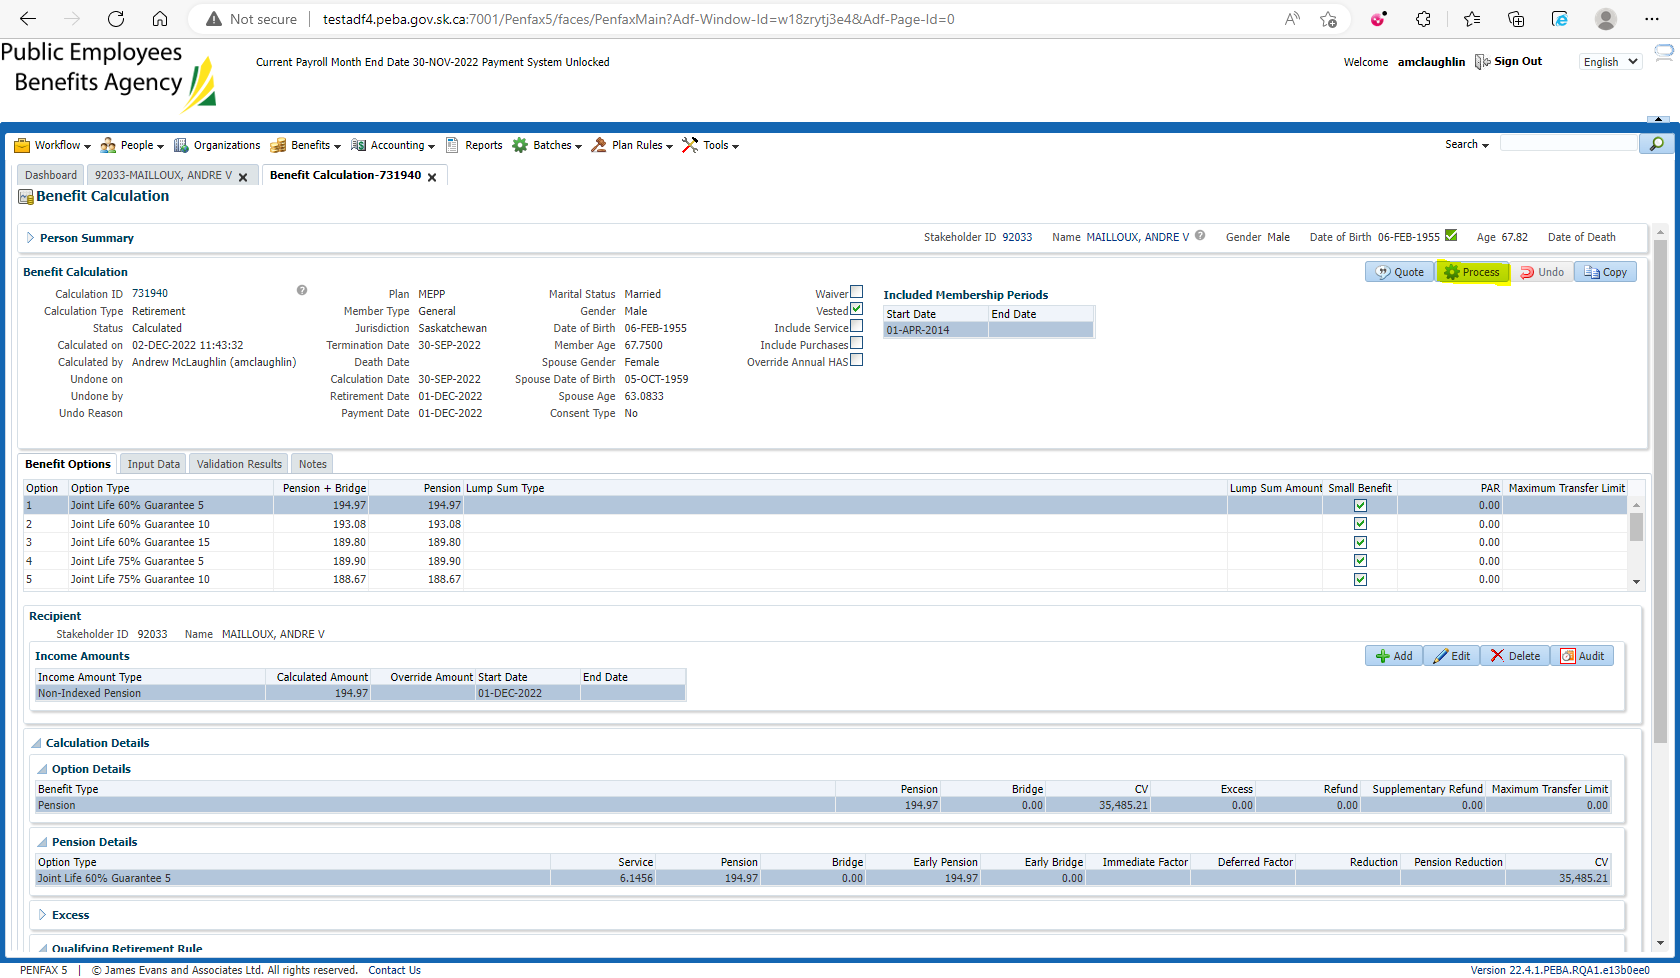 Not secure testadf4.peba.gov.sk.ca:7001/Penfax5/faces/PenfaxMain?Adf-Window-Id=w18zrytj3e4&Adf-Page-Id=0
Public Employees
Benefits Agency
Current Payroll Month End Date 30-NOV-2022 Payment System Unlocked
Welcome amclaughlin Sign Out English
Workflow People Organizations Benefits Accounting Reports Batches Plan Rules Tools Search
Dashboard 92033-MAILLOUX, ANDRE V Benefit Calculation-731940
Benefit Calculation
Person Summary Stakeholder ID 92033 Name MAILLOUX, ANDRE V Gender Male Date of Birth 06-FEB-1955 Age 67.82 Date of Death
Benefit Calculation Quote Process Undo Copy
Calculation ID 731940 Plan MEPP Marital Status Married Waiver Included Membership Periods
Calculation Type Retirement Member Type General Gender Male Vested Start Date End Date
Status Calculated Jurisdiction Saskatchewan Date of Birth 06-FEB-1955 Include Service 01-APR-2014
Calculated on 02-DEC-2022 11:43:32 Termination Date 30-SEP-2022 Member Age 67.7500 Include Purchases
Calculated by Andrew McLaughlin (amclaughlin) Death Date Spouse Gender Female Override Annual HAS
Undone on Calculation Date 30-SEP-2022 Spouse Date of Birth 05-OCT-1959
Undone by Retirement Date 01-DEC-2022 Spouse Age 63.0833
Undo Reason Payment Date 01-DEC-2022 Consent Type No
Benefit Options Input Data Validation Results Notes
Option Option Type Pension + Bridge Pension Lump Sum Type Lump Sum Amount Small Benefit PAR Maximum Transfer Limit
1 Joint Life 60% Guarantee 5 194.97 194.97 0.00
2 Joint Life 60% Guarantee 10 193.08 193.08 0.00
3 Joint Life 60% Guarantee 15 189.80 189.80 0.00
4 Joint Life 75% Guarantee 5 189.90 189.90 0.00
5 Joint Life 75% Guarantee 10 188.67 188.67 0.00
Recipient
Stakeholder ID 92033 Name MAILLOUX, ANDRE V
Income Amounts Add Edit Delete Audit
Income Amount Type Calculated Amount Override Amount Start Date End Date
Non-Indexed Pension 194.97 01-DEC-2022
Calculation Details
Option Details
Benefit Type Pension Bridge CV Excess Refund Supplementary Refund Maximum Transfer Limit
Pension 194.97 0.00 35,485.21 0.00 0.00 0.00 0.00
Pension Details
Option Type Service Pension Bridge Early Pension Early Bridge Immediate Factor Deferred Factor Reduction Pension Reduction CV
Joint Life 60% Guarantee 5 6.1456 194.97 0.00 194.97 0.00 35,485.21
Excess
Qualifying Retirement Rule
PENFAX 5 | © James Evans and Associates Ltd. All rights reserved. Contact Us Version 22.4.1.PEBA.RQA1.e13b0ee0